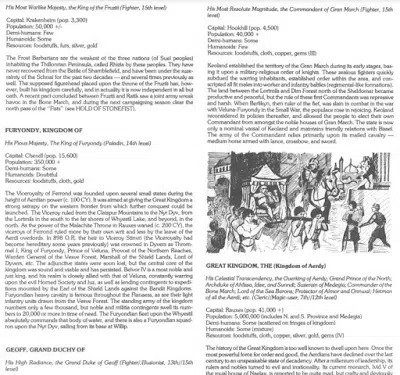 His Most Warlike Majesty, the King of the Fruztii (Fighter, 15th level)
Capital: Krakenheim (pop. 3,300)
Population: 50,000 +/-
Demi-humans: Few
Humanoids: Some
Resources: foodstuffs, furs, silver, gold
The Frost Barbarians are the weakest of the three nations (of Suel peoples)
inhabiting the Thillonrian Peninsula, called Rhizia by these peoples. They have
never recovered from the Battle of Shamblefield, and have been under the suze-
rainty of the Schnai for the past two decades — and several times previously as
well. The supposed figurehead placed upon the throne of the Fruztii has, how-
ever, built his kingdom carefully, and in actuality it is now independent in all but
oath. A recent pact concluded between Fruztii and Ratik saw a joint army sweep
heroic in the Bone March, and during the next campaigning season clear the
north pass of the "Fists" (see HOLD OF STONEFIST).
FURYONDY, KINGDOM OF
His Pious Majesty, The King of Furyondy (Paladin, 14th level)
Capital: Chendl (pop. 15,600)
Population: 350,000 +
Demi-humans: Some
Humanoids: Doubtful
Resources: foodstuffs, cloth, gold
The Viceroyalty of Ferrond was founded upon several small states during the
height of Aerdian power (c. 100 CY). It was aimed at giving the Great Kingdom a
strong satrapy on the western frontier from which further conquest could be
launched. The Viceroy ruled from the Clatspur Mountains to the Nyr Dyv, from
the Lortmils in the south to the far shores of Whyestil Lake, and beyond, in the
north. As the power of the Malachite Throne in Rauxes waned (c. 200 CY), the
viceroys of Ferrond ruled more by their own writ and less by the leave of the
Aerdi overlords. In 898 O.R. the heir to Viceroy Stinvri (the Viceroyalty had
become hereditary some years previously) was crowned in Dyvers as Thrommel
I, King of Furyondy, Prince of Veluna, Provost of the Northern Reaches,
Warden General of the Vesve Forest, Marshall of the Shield Lands, Lord of
Dyvers, etc. The adjunctive states were soon lost, but the central core of the
kingdom was sound and viable and has persisted. Belvor IV is a most noble and
just king, and his realm is closely allied with that of Veluna, constantly warring
upon the evil Horned Society and Iuz, as well as lending contingents to expedi-
tions mounted by the Earl of the Shield Lands against the Bandit Kingdoms.
Furyondian heavy cavalry is famous throughout the Flanaess, as are their light
infantry units drawn from the Vesve Forest. The standing army of the kingdom
numbers only a few thousand, but noble and militia contingents swell its num-
bers to 20,000 or more in time of need. The Furyondian fleet upon the Whyestil
absolutely commands that body of water, and there is also a Furyondian squad-
ron upon the Nyr Dyv, sailing from its base at Willip.
GEOFF, GRAND DUCHY OF
His High Radiance, the Grand Duke of Geoff (Fighter/Illusionist, 13th/15th
level)
His Most Resolute Magnitude, the Commandant of Gran March (Fighter, 15th
level)
Capital: Hookhill (pop. 4,500)
Population: 40,000 +
Demi-humans: Few
Humanoids: Few
Resources: foodstuffs, cloth, copper, gems (III)
Keoland established the territory of Gran March during its early stages, bas-
ing it upon a military-religious order of knights. These zealous fighters quickly
subdued the warring inhabitants, established order within the area, and com-
pelled all fit males into warfare and infantry battles (regimental-like formations).
The land between the Lortmils and Dim Forest north of the Sheldomar became
productive and peaceful, but the rule of these first Commandants was repressive
and harsh. When Berlikyn, then ruler of the fief, was slain in combat in the war
with Veluna-Furyondy in the Small War, the populace rose in rejoicing. Keoland
reconsidered its policies thereafter, and allowed the people to elect their own
Commandant from amongst the noble houses of Gran March. The state is now
only a nominal vassal of Keoland and maintains friendly relations with Bissel.
The army of the Commandant relies primarily upon its mailed cavalry —
medium horse armed with lance, crossbow, and sword.
GREAT KINGDOM, THE (Kingdom of Aerdy)
His Celestial Transcendency, the Overking of Aerdy; Grand Prince of the North;
Archduke of Ahlissa, Idee, and Sunndi; Suzerain of Medegia; Commander of the
Bone March; Lord of the Sea Barons; Protector of Almor and Onnwal; Herzog
of all the Aerdi; etc. (Cleric/Magic-user, 7th/12th level)
Capital: Rauxes (pop. 41,000 +)
Population: 5,000,000 (includes N. and S. Province and Medegia)
Demi-humans: Some (scattered on fringes of kingdom)
Humanoids: Some (mixture)
Resources: foodstuffs, cloth, copper, silver, gold, gems (IV)
The history of the Great Kingdom is too well known to dwell upon here. Once the
most powerful force for order and good, the Aerdians have declined over the last
century to an unspeakable state of decadency. After a millenium of leadership, its
rulers and nobles turned to evil and irrationality. Its current monarch, Ivid V of
the royal house of Naelax, is reported to be quite mad, but crafty and deviously